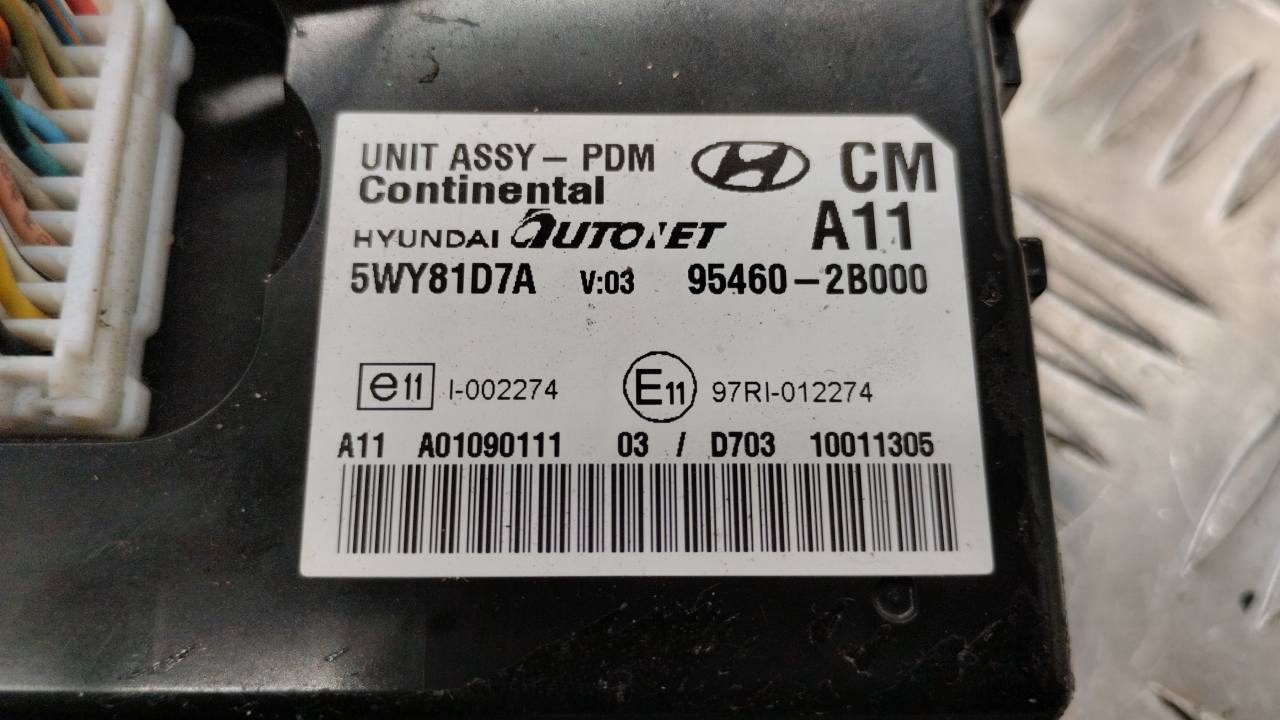 UNIT ASSY – PDM CM
Continental
HYUNDAI AUTONET A11
5WY81D7A V:03 95460–2B000
e11 I-002274 E11 97RI-012274
A11 A01090111 03 / D703 10011305